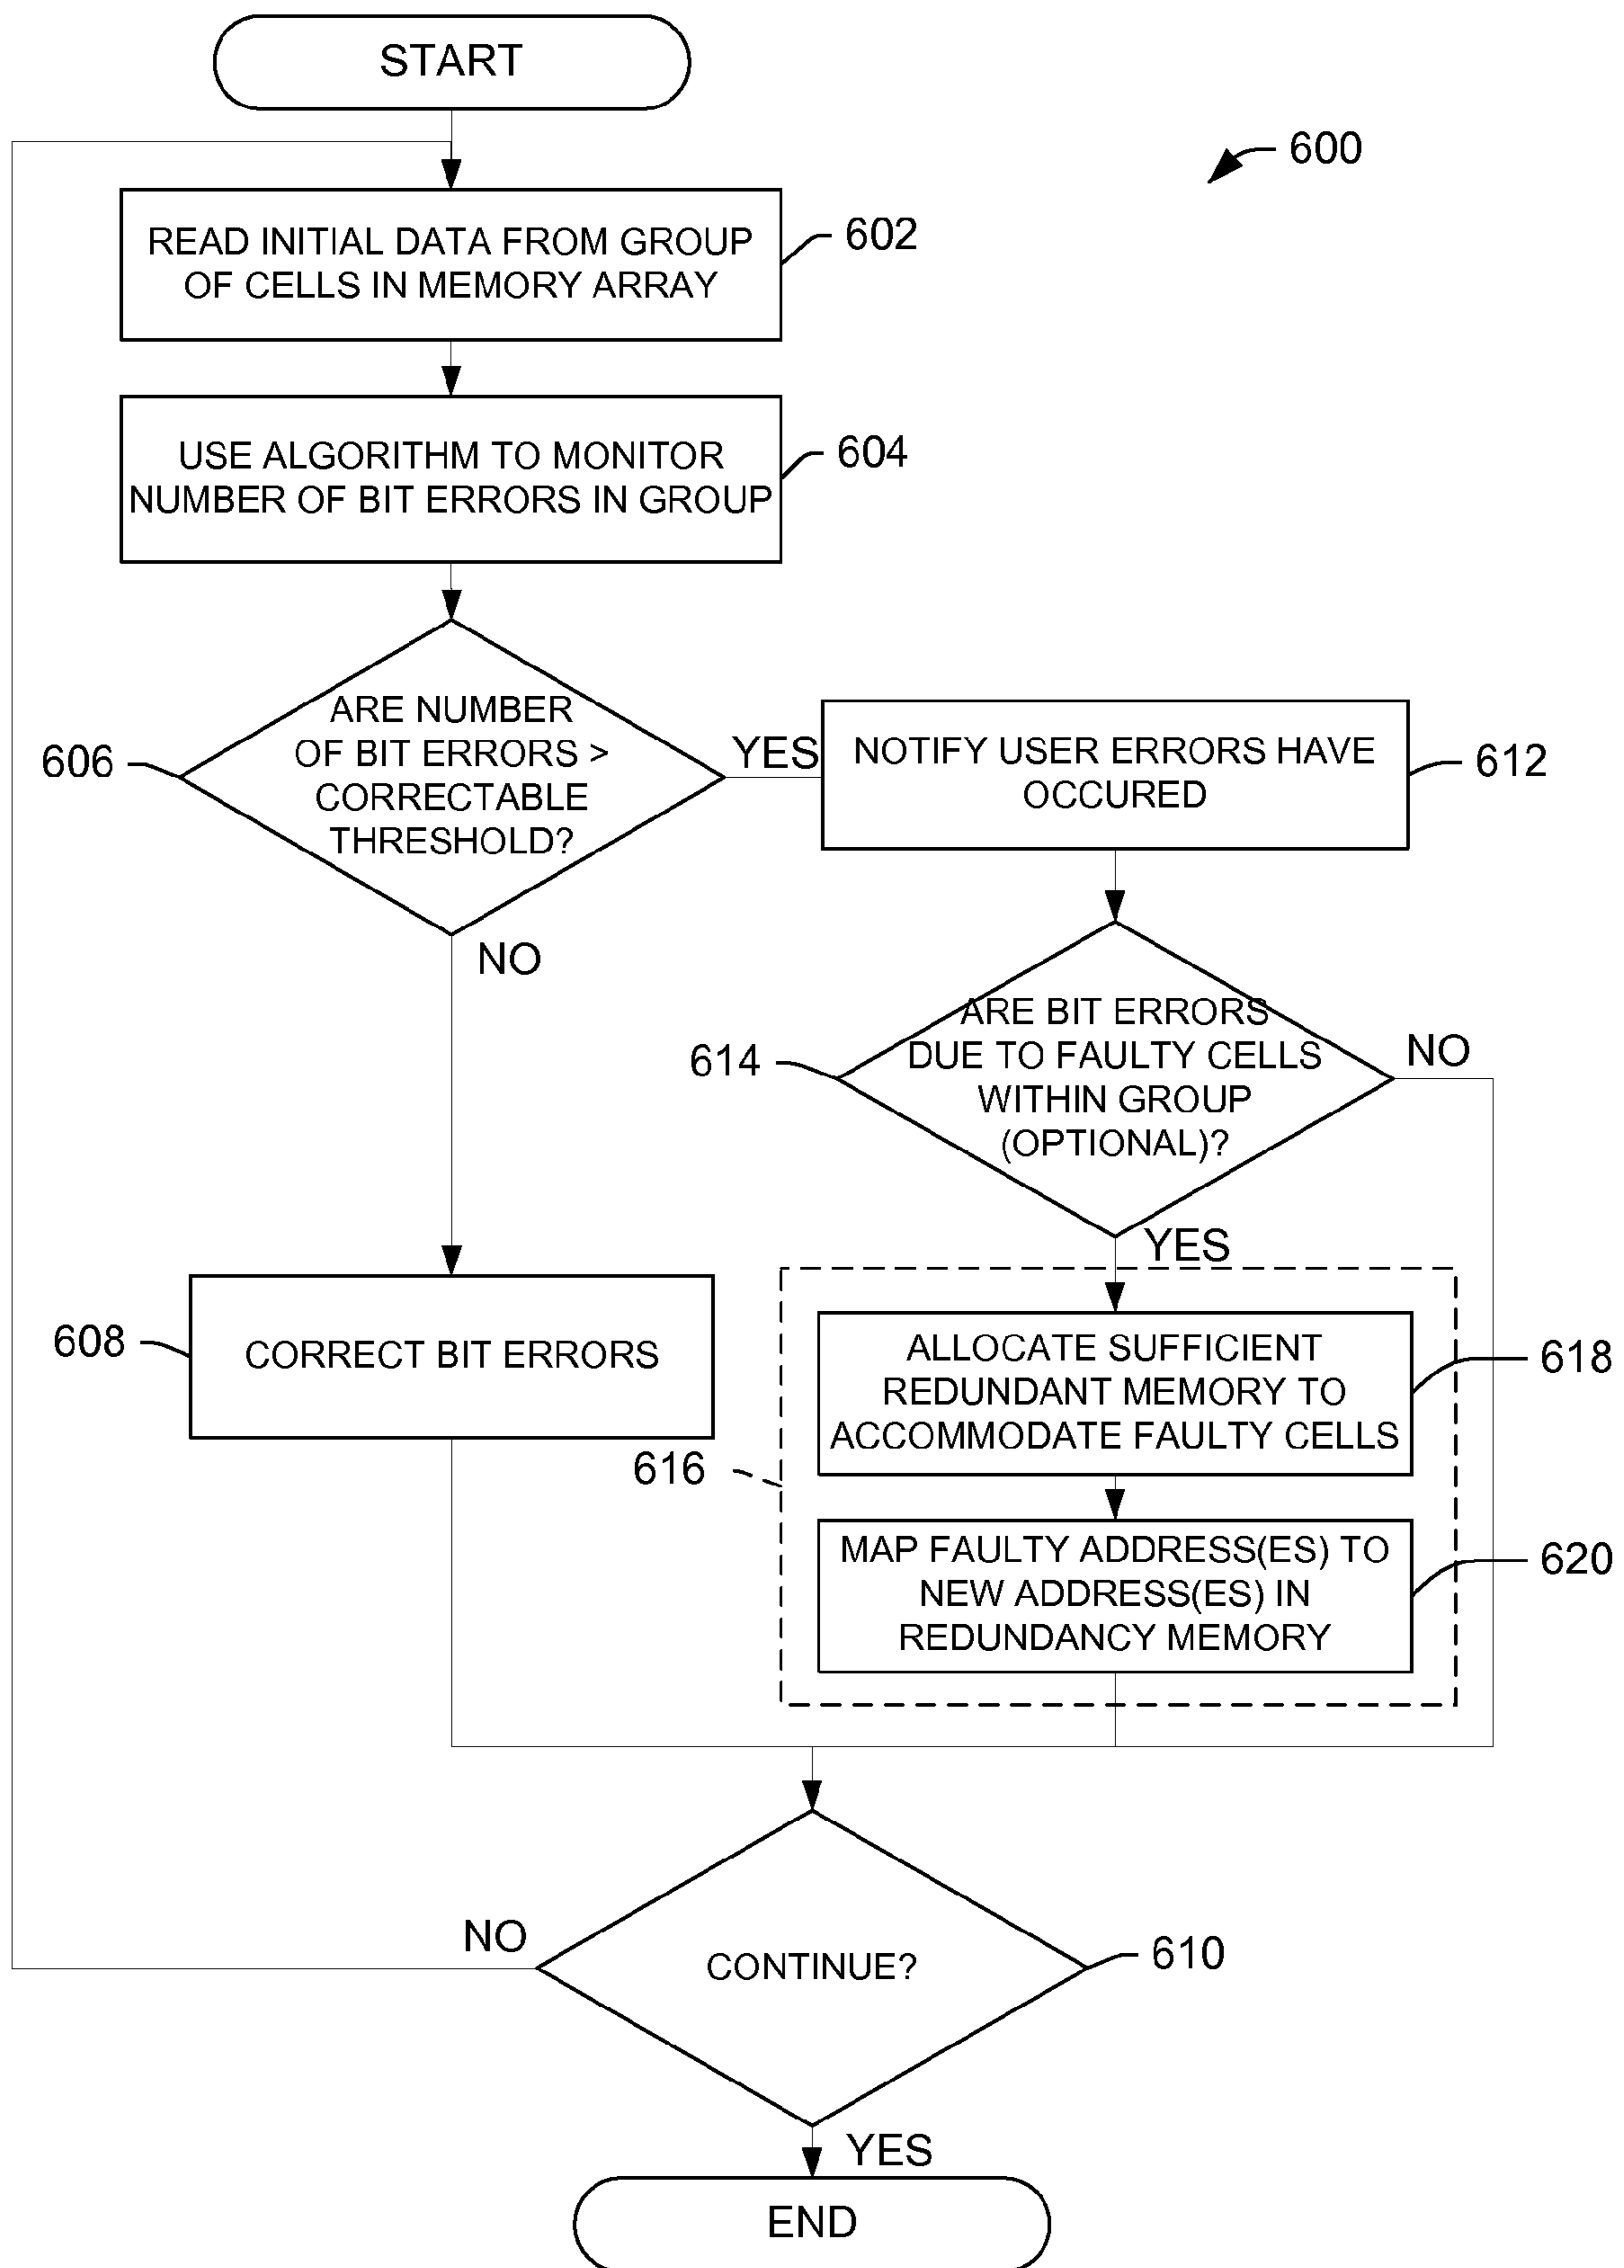 START
600
READ INITIAL DATA FROM GROUP
OF CELLS IN MEMORY ARRAY
602
USE ALGORITHM TO MONITOR
NUMBER OF BIT ERRORS IN GROUP
604
ARE NUMBER
OF BIT ERRORS >
CORRECTABLE
THRESHOLD?
606
YES
NO
NOTIFY USER ERRORS HAVE
OCCURED
612
ARE BIT ERRORS
DUE TO FAULTY CELLS
WITHIN GROUP
(OPTIONAL)?
614
NO
YES
CORRECT BIT ERRORS
608
616
ALLOCATE SUFFICIENT
REDUNDANT MEMORY TO
ACCOMMODATE FAULTY CELLS
618
MAP FAULTY ADDRESS(ES) TO
NEW ADDRESS(ES) IN
REDUNDANCY MEMORY
620
NO
CONTINUE?
610
YES
END